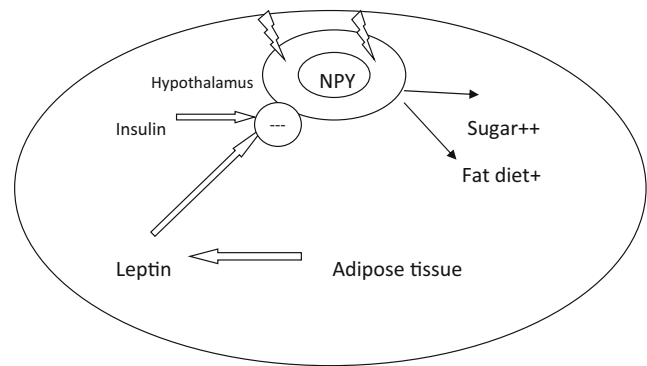 NPY
Hypothalamus
Insulin
---
Sugar++
Fat diet+
Leptin
Adipose tissue